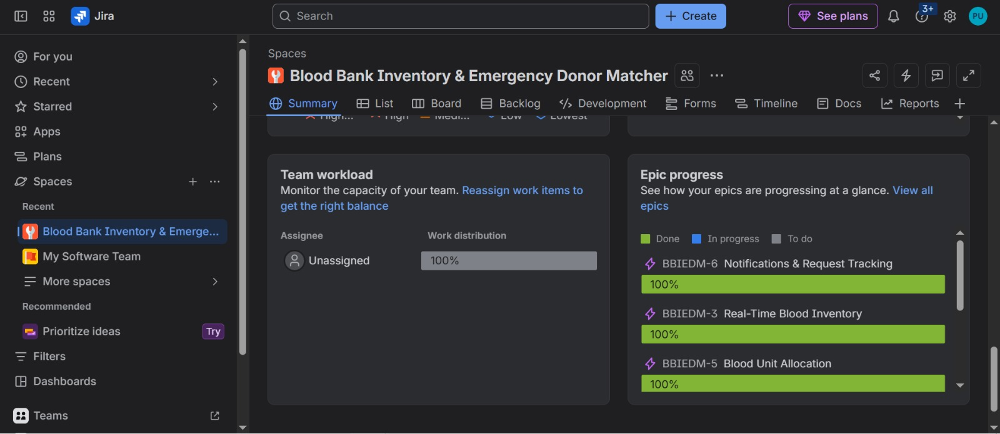 Jira
Search
Create
See plans
3+
PU
For you
Recent
Starred
Apps
Plans
Spaces
Recent
Blood Bank Inventory & Emerge...
My Software Team
More spaces
Recommended
Prioritize ideas
Try
Filters
Dashboards
Teams
Spaces
Blood Bank Inventory & Emergency Donor Matcher
Summary
List
Board
Backlog
Development
Forms
Timeline
Docs
Reports
High... High Medi... Low Lowest
Team workload
Monitor the capacity of your team. Reassign work items to
get the right balance
Assignee Work distribution
Unassigned 100%
Epic progress
See how your epics are progressing at a glance. View all
epics
Done In progress To do
BBIEDM-6 Notifications & Request Tracking
100%
BBIEDM-3 Real-Time Blood Inventory
100%
BBIEDM-5 Blood Unit Allocation
100%